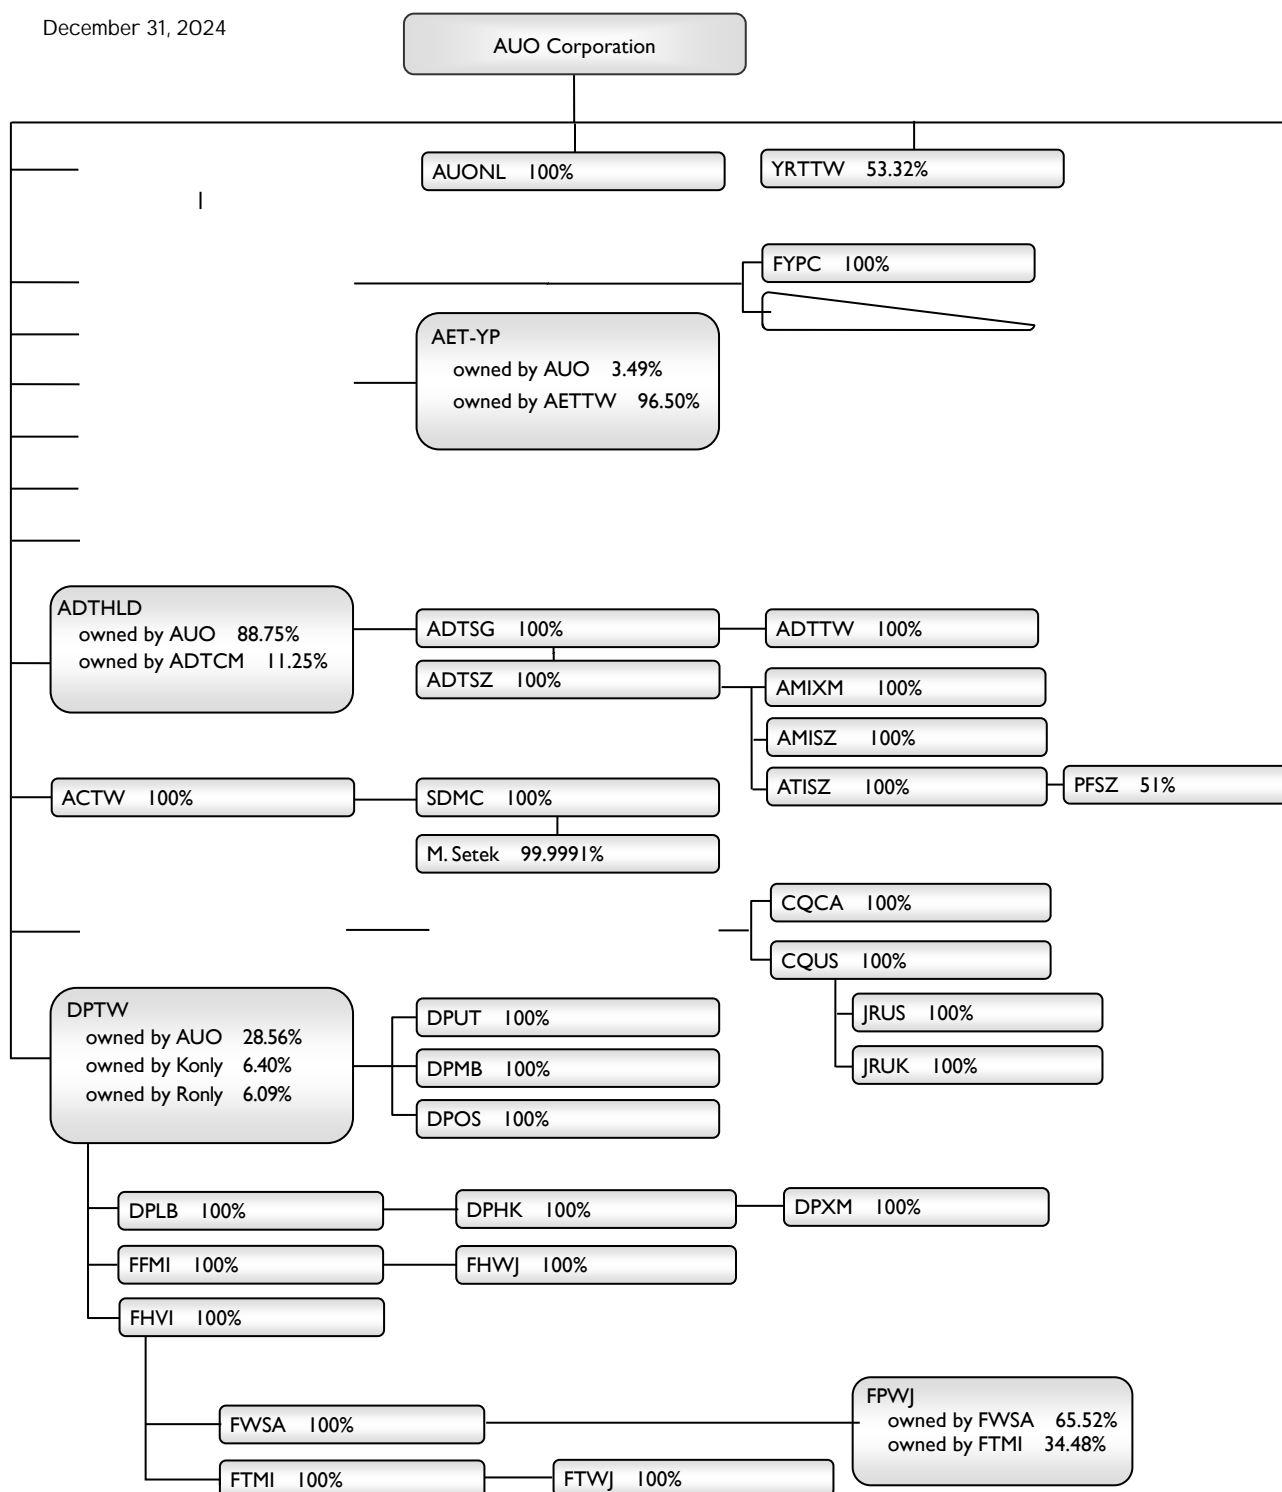 December 31, 2024
AUO Corporation
AUONL 100%
YRTTW 53.32%
FYPC 100%
AET-YP
owned by AUO 3.49%
owned by AETTW 96.50%
ADTHLD
owned by AUO 88.75%
owned by ADTCM 11.25%
ADTSG 100%
ADTTW 100%
ADTSZ 100%
AMIXM 100%
AMISZ 100%
ATISZ 100%
PFSZ 51%
ACTW 100%
SDMC 100%
M. Setek 99.9991%
CQCA 100%
CQUS 100%
JRUS 100%
JRUK 100%
DPTW
owned by AUO 28.56%
owned by Konly 6.40%
owned by Ronly 6.09%
DPUT 100%
DPMB 100%
DPOS 100%
DPLB 100%
DPHK 100%
DPXM 100%
FFMI 100%
FHWJ 100%
FHVI 100%
FWSA 100%
FPWJ
owned by FWSA 65.52%
owned by FTMI 34.48%
FTMI 100%
FTWJ 100%